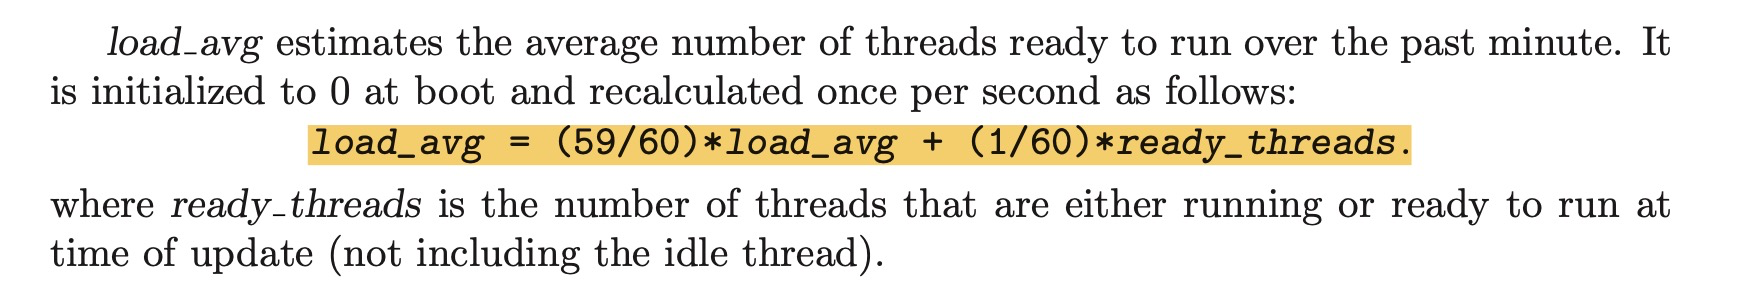 load_avg estimates the average number of threads ready to run over the past minute. It
is initialized to 0 at boot and recalculated once per second as follows:
load_avg = (59/60)*load_avg + (1/60)*ready_threads.
where ready_threads is the number of threads that are either running or ready to run at
time of update (not including the idle thread).